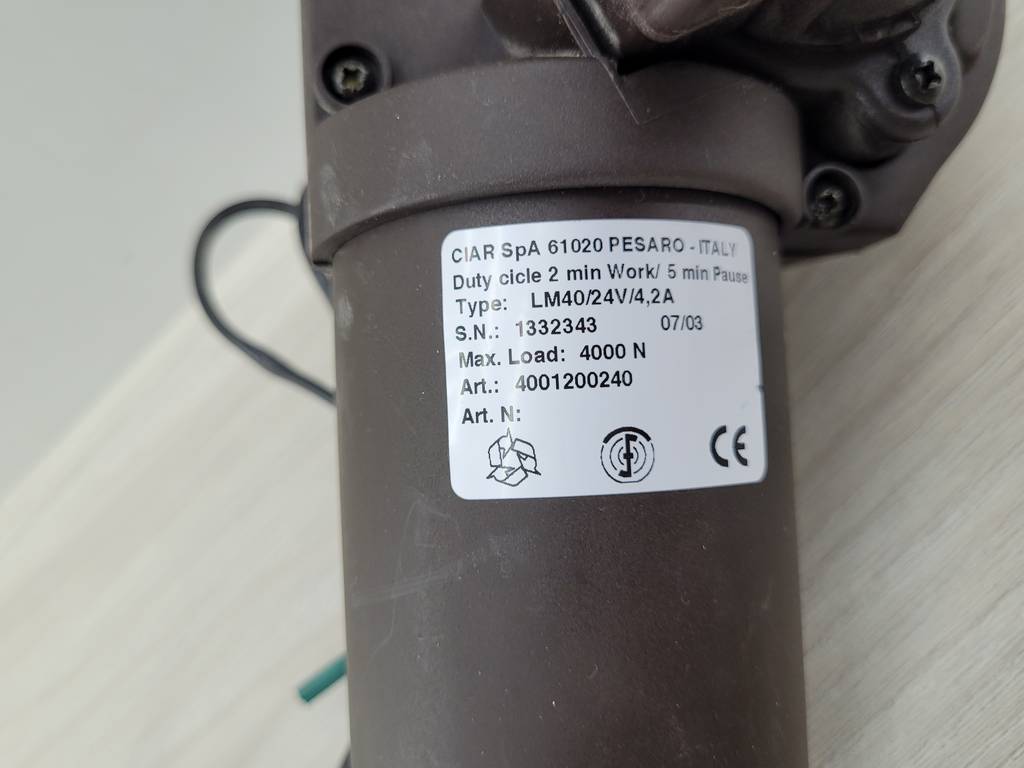 CIAR SpA 61020 PESARO - ITALY
Duty cicle 2 min Work/ 5 min Pause
Type: LM40/24V/4,2A
S.N.: 1332343 07/03
Max. Load: 4000 N
Art.: 4001200240
Art. N:
CE